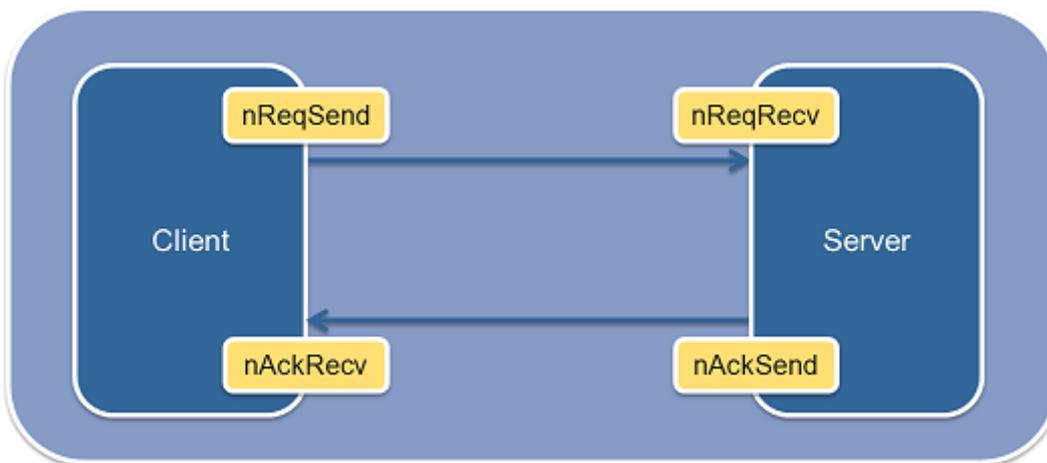 nReqSend
nReqRecv
Client
Server
nAckRecv
nAckSend